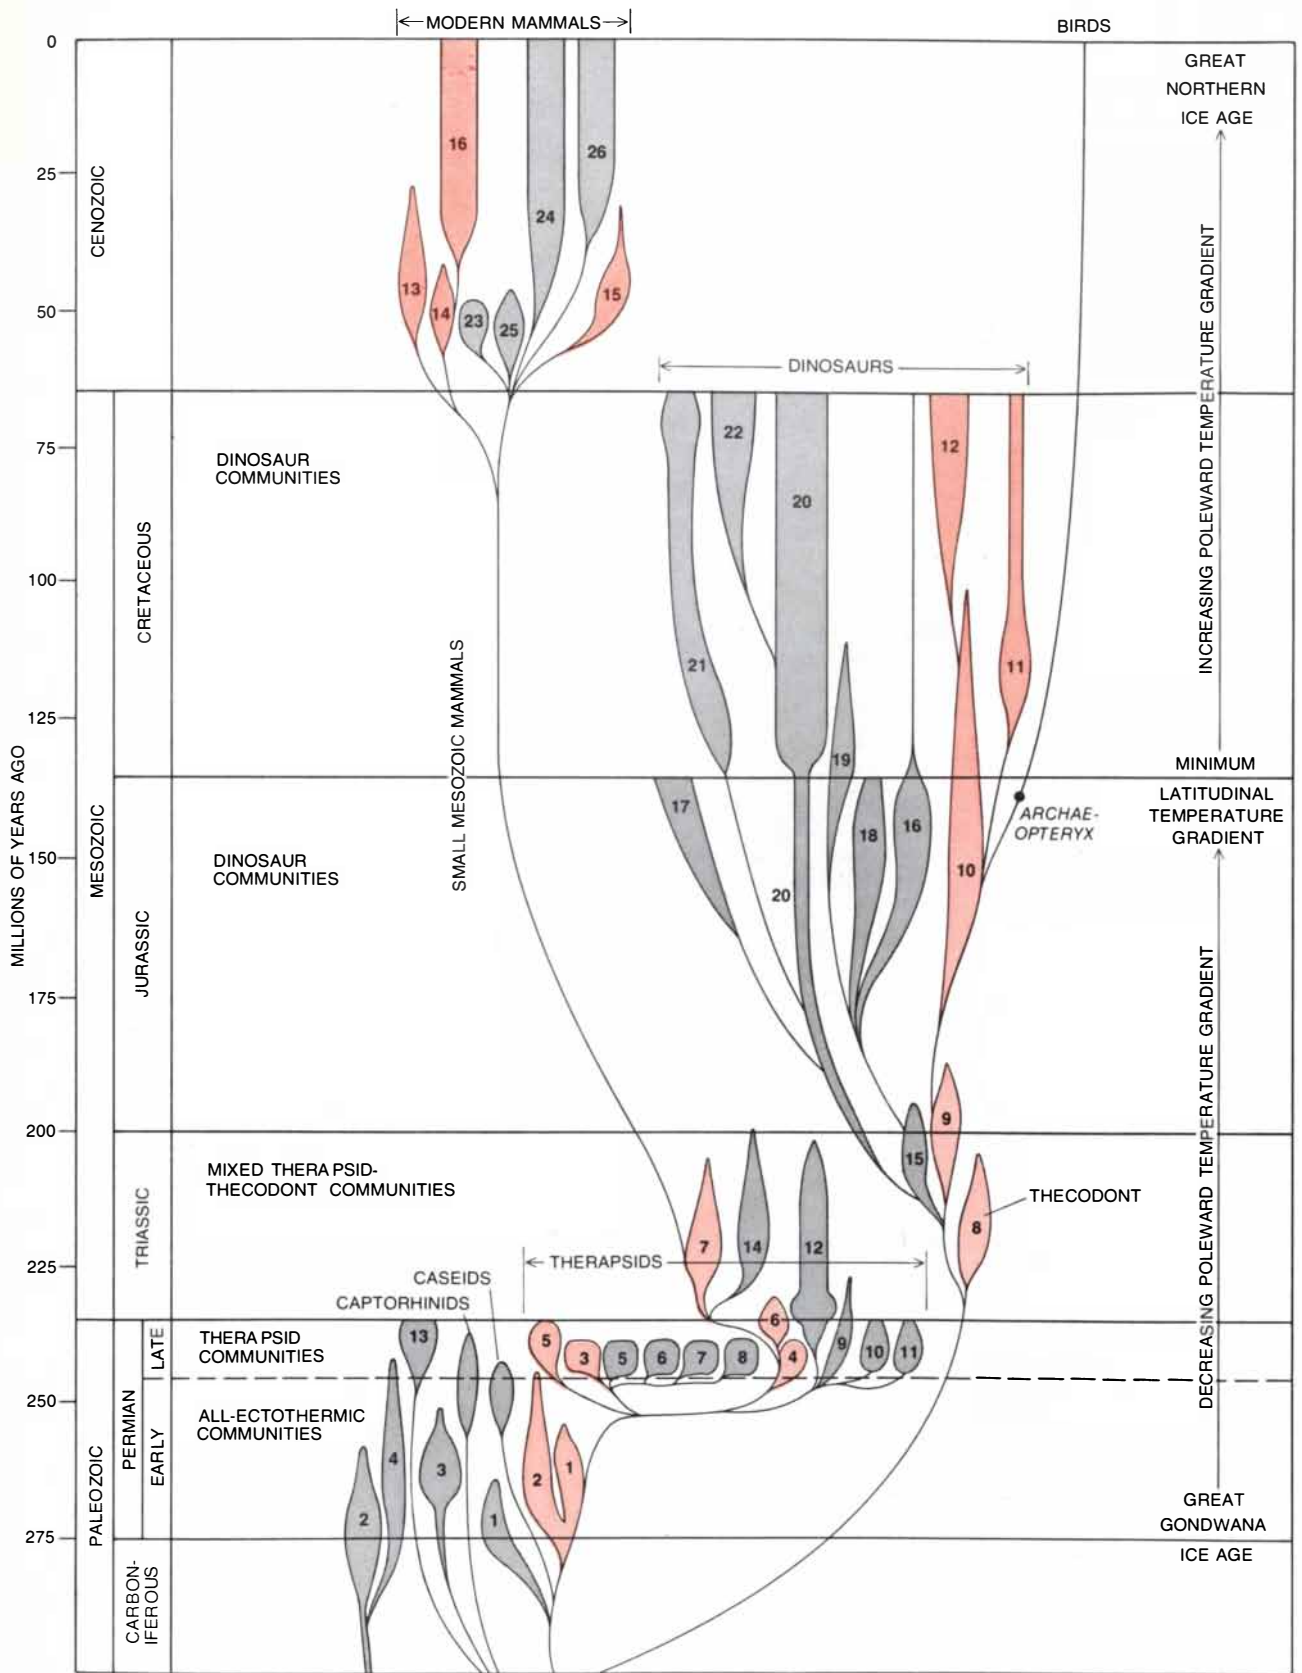 MODERN MAMMALS
BIRDS
0
25
50
75
100
125
150
175
200
225
250
275
MILLIONS OF YEARS AGO
CENOZOIC
MESOZOIC
PALEOZOIC
CRETACEOUS
JURASSIC
TRIASSIC
PERMIAN
LATE
EARLY
CARBON-
IFEROUS
GREAT
NORTHERN
ICE AGE
INCREASING POLEWARD TEMPERATURE GRADIENT
MINIMUM
LATITUDINAL
TEMPERATURE
GRADIENT
DECREASING POLEWARD TEMPERATURE GRADIENT
GREAT
GONDWANA
ICE AGE
16
24
26
13
14
23
25
15
DINOSAURS
DINOSAUR
COMMUNITIES
22
20
12
21
11
19
SMALL MESOZOIC MAMMALS
17
18
16
10
ARCHAE-
OPTERYX
DINOSAUR
COMMUNITIES
20
9
15
MIXED THERAPSID-
THECODONT COMMUNITIES
THECODONT
8
7
14
12
THERAPSIDS
CASEIDS
CAPTORHINIDS
THERAPSID
COMMUNITIES
13
5
3
5
6
7
8
6
4
9
10
11
ALL-ECTOTHERMIC
COMMUNITIES
4
3
2
1
2
1